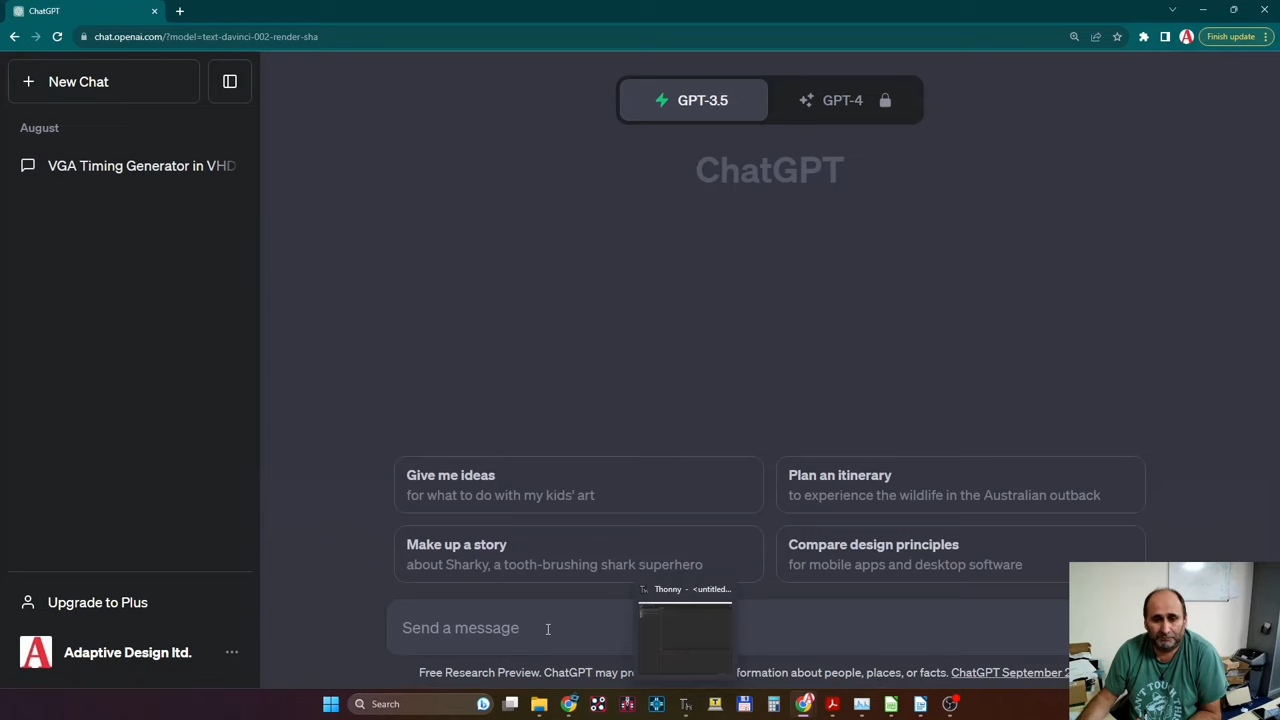 ChatGPT
chat.openai.com/?model=text-davinci-002-render-sha
Finish update
New Chat
GPT-3.5
GPT-4
August
VGA Timing Generator in VHD
ChatGPT
Give me ideas
for what to do with my kids' art
Plan an itinerary
to experience the wildlife in the Australian outback
Make up a story
about Sharky, a tooth-brushing shark superhero
Compare design principles
for mobile apps and desktop software
Th Thonny - <untitled...
Send a message
Upgrade to Plus
Adaptive Design ltd.
Free Research Preview. ChatGPT may pr
formation about people, places, or facts. ChatGPT September 2
Search
Th